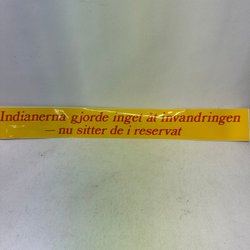 Indianerna gjorde inget åt invandringen
— nu sitter de i reservat